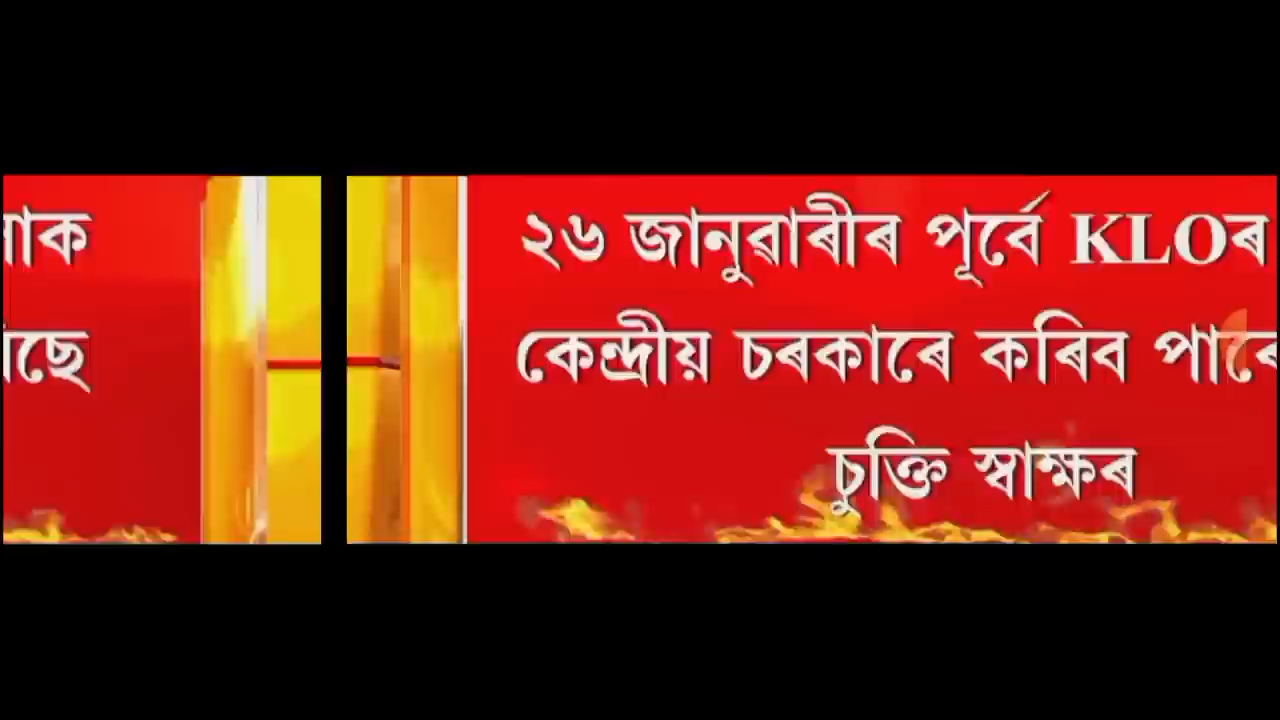 ২৬ জানুৱাৰীৰ পূৰ্বে KLOৰ
কেন্দ্ৰীয় চৰকাৰে কৰিব
চুক্তি স্বাক্ষৰ